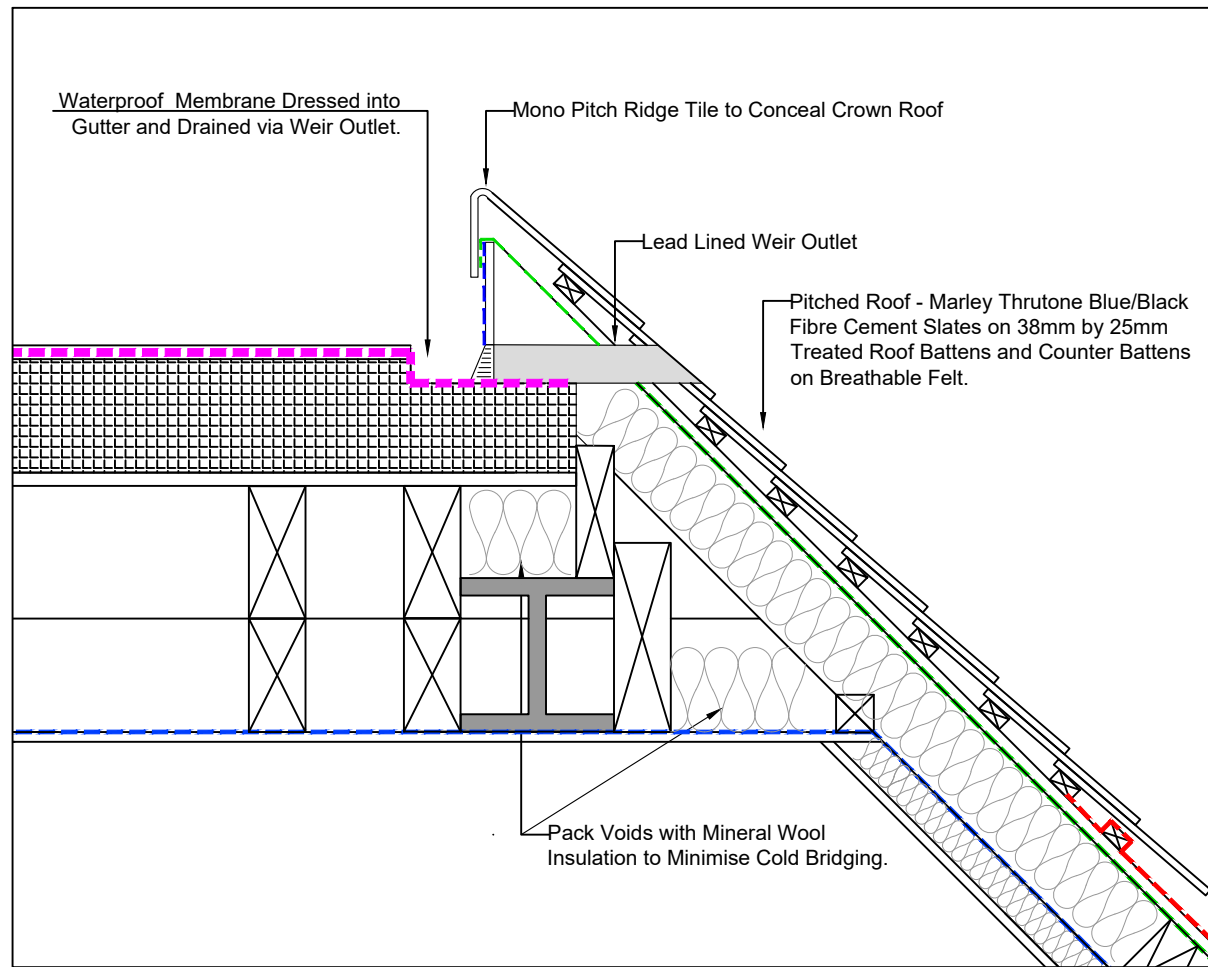 Waterproof  Membrane Dressed into
Gutter and Drained via Weir Outlet.
Mono Pitch Ridge Tile to Conceal Crown Roof
Lead Lined Weir Outlet
Pitched Roof - Marley Thrutone Blue/Black
Fibre Cement Slates on 38mm by 25mm
Treated Roof Battens and Counter Battens
on Breathable Felt.
Pack Voids with Mineral Wool
Insulation to Minimise Cold Bridging.